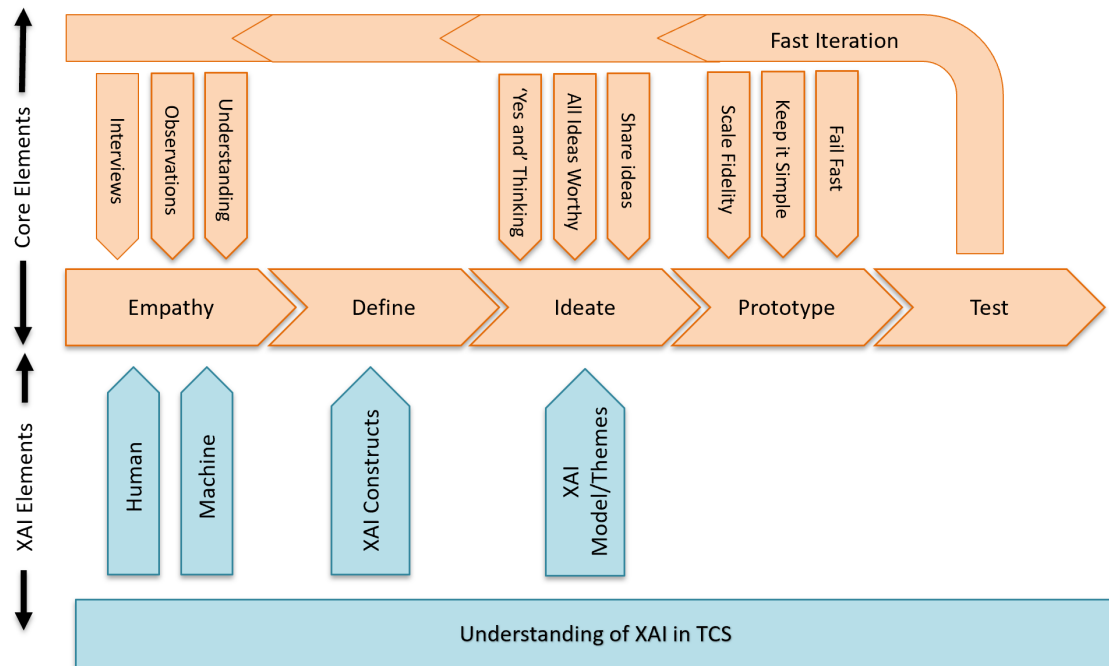 Fast Iteration
Core Elements
Interviews
Observations
Understanding
‘Yes and’ Thinking
All Ideas Worthy
Share ideas
Scale Fidelity
Keep it Simple
Fail Fast
Empathy
Define
Ideate
Prototype
Test
XAI Elements
Human
Machine
XAI Constructs
XAI
Model/Themes
Understanding of XAI in TCS